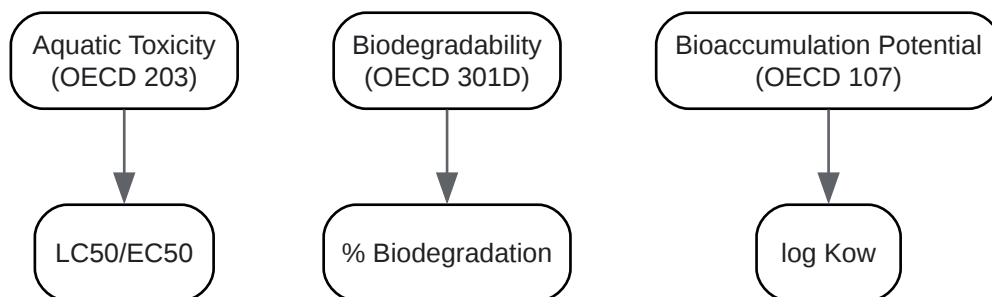 Aquatic Toxicity
(OECD 203)
Biodegradability
(OECD 301D)
Bioaccumulation Potential
(OECD 107)
LC50/EC50
% Biodegradation
log Kow